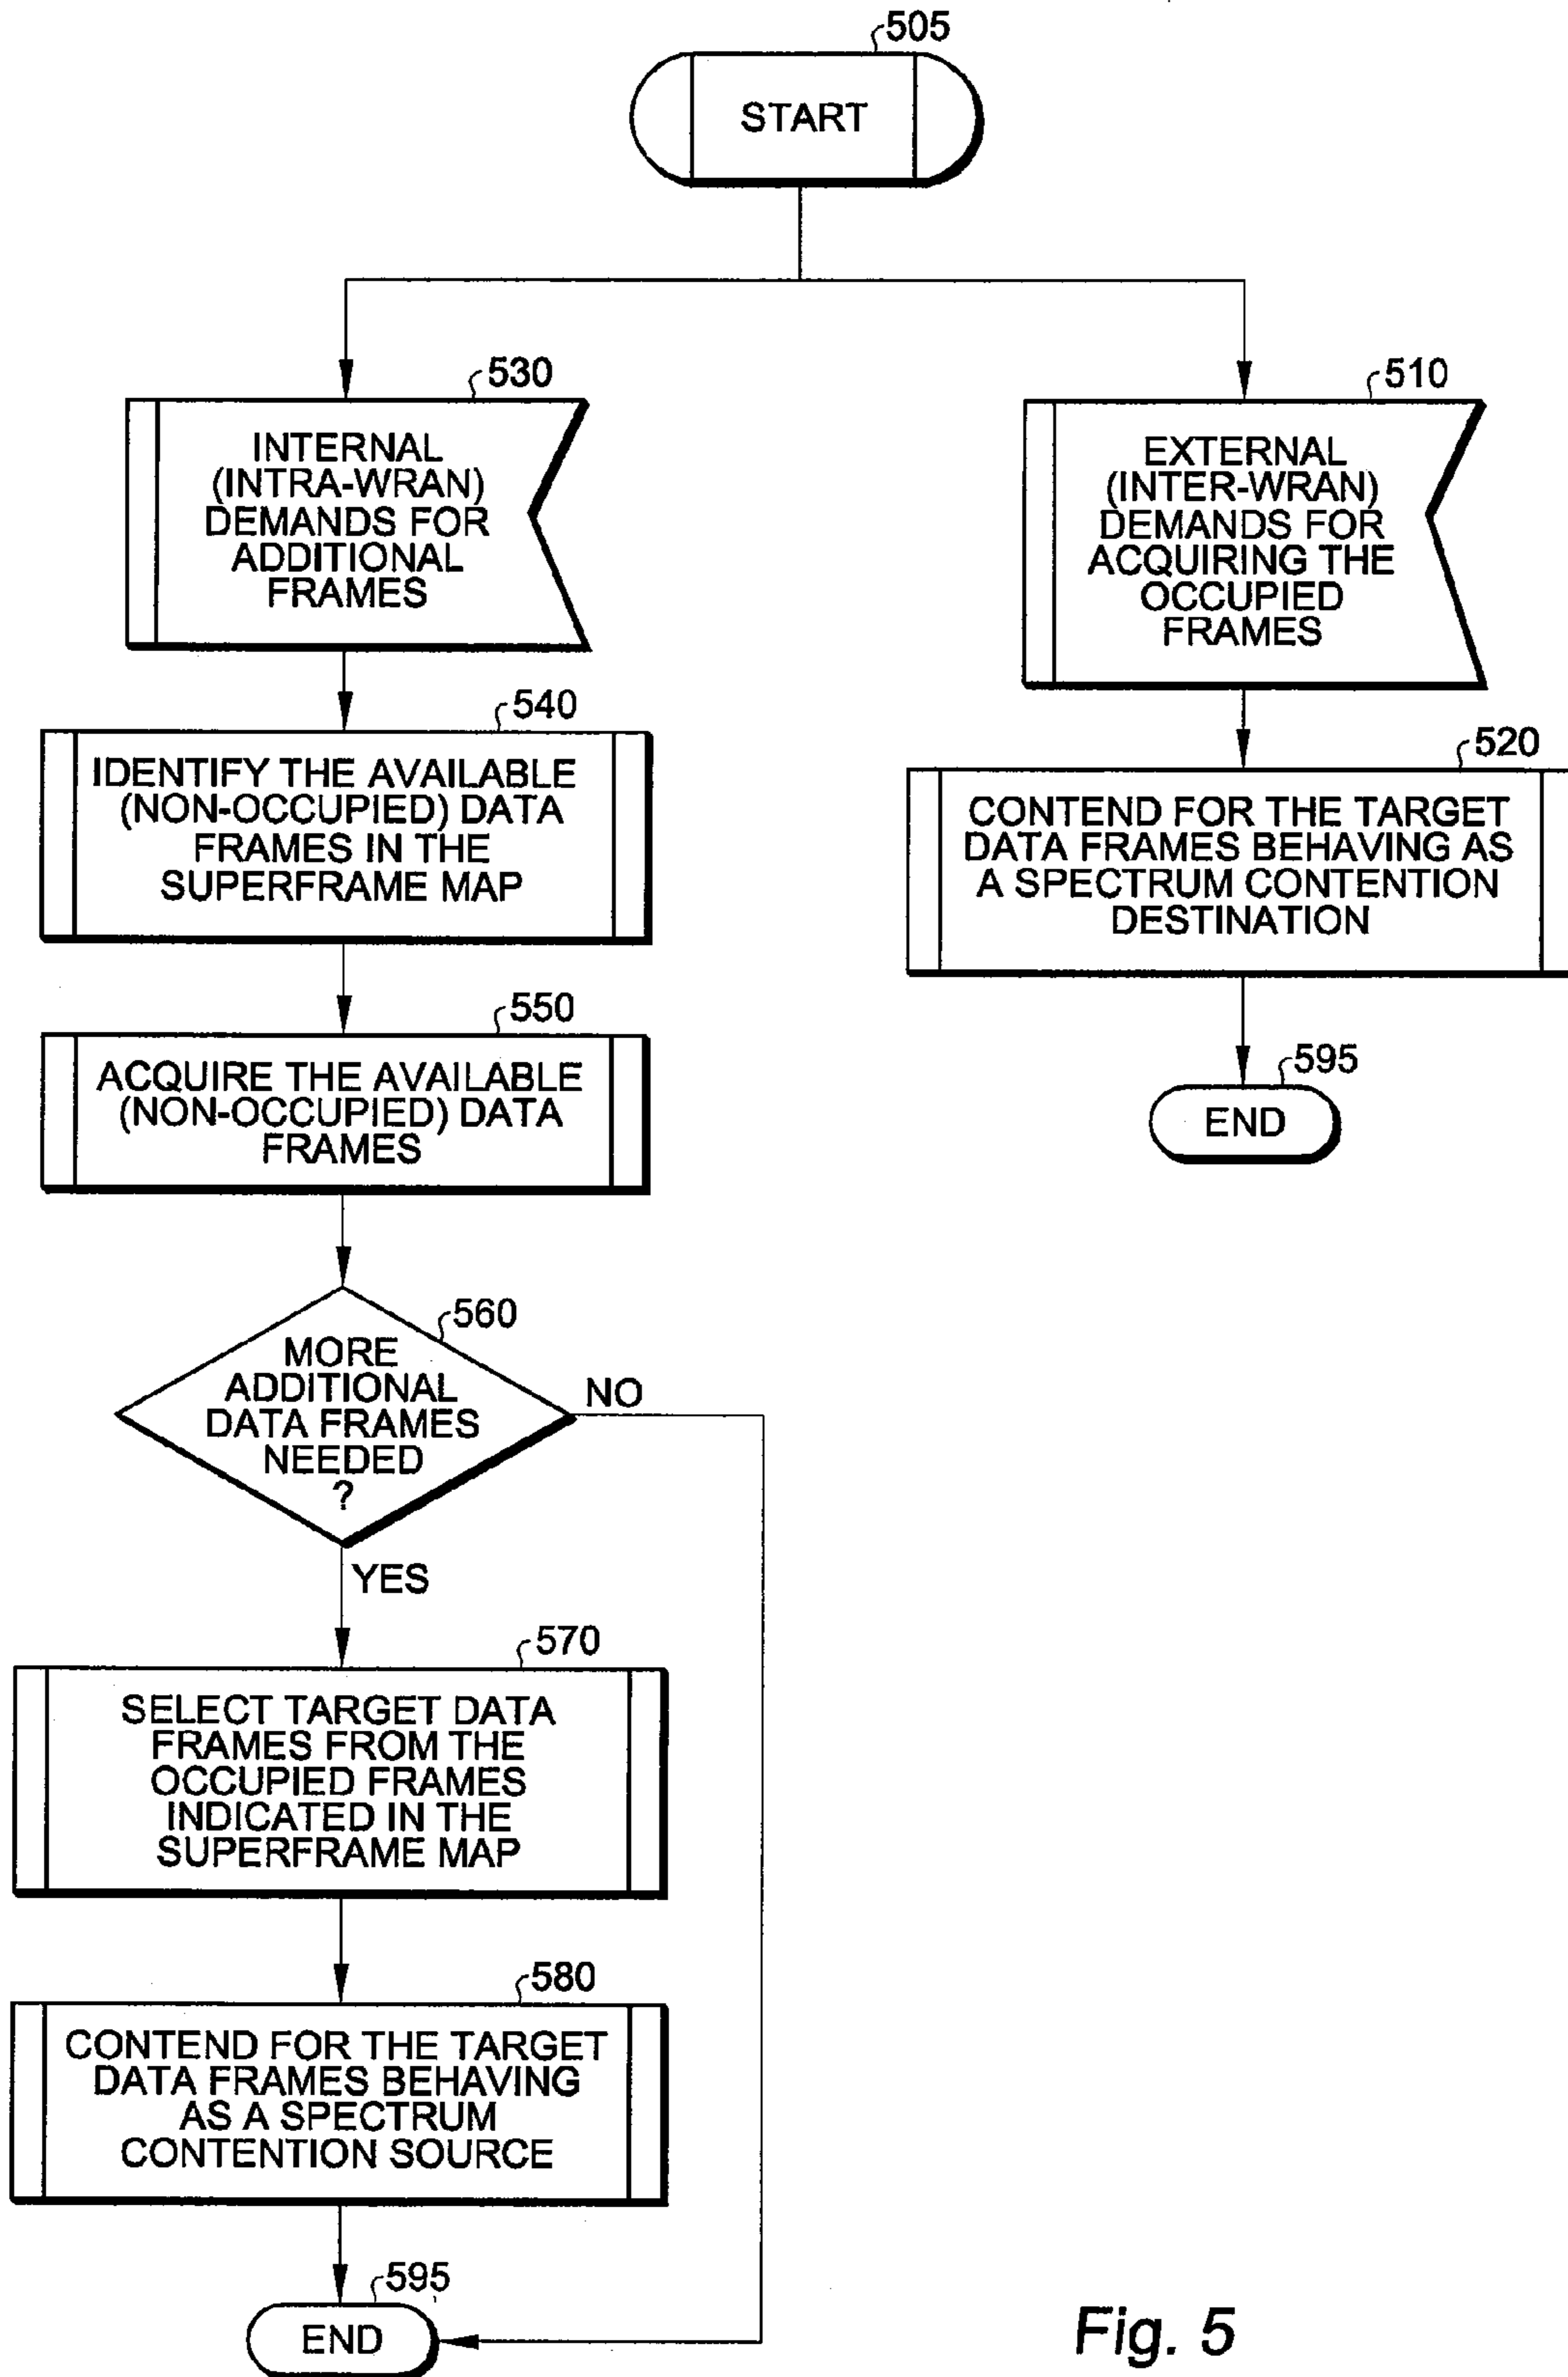 505
START
530
INTERNAL
(INTRA-WRAN)
DEMANDS FOR
ADDITIONAL
FRAMES
510
EXTERNAL
(INTER-WRAN)
DEMANDS FOR
ACQUIRING THE
OCCUPIED
FRAMES
540
IDENTIFY THE AVAILABLE
(NON-OCCUPIED) DATA
FRAMES IN THE
SUPERFRAME MAP
520
CONTEND FOR THE TARGET
DATA FRAMES BEHAVING AS
A SPECTRUM CONTENTION
DESTINATION
550
ACQUIRE THE AVAILABLE
(NON-OCCUPIED) DATA
FRAMES
595
END
560
MORE
ADDITIONAL
DATA FRAMES
NEEDED
?
NO
YES
570
SELECT TARGET DATA
FRAMES FROM THE
OCCUPIED FRAMES
INDICATED IN THE
SUPERFRAME MAP
580
CONTEND FOR THE TARGET
DATA FRAMES BEHAVING
AS A SPECTRUM
CONTENTION SOURCE
595
END
Fig. 5